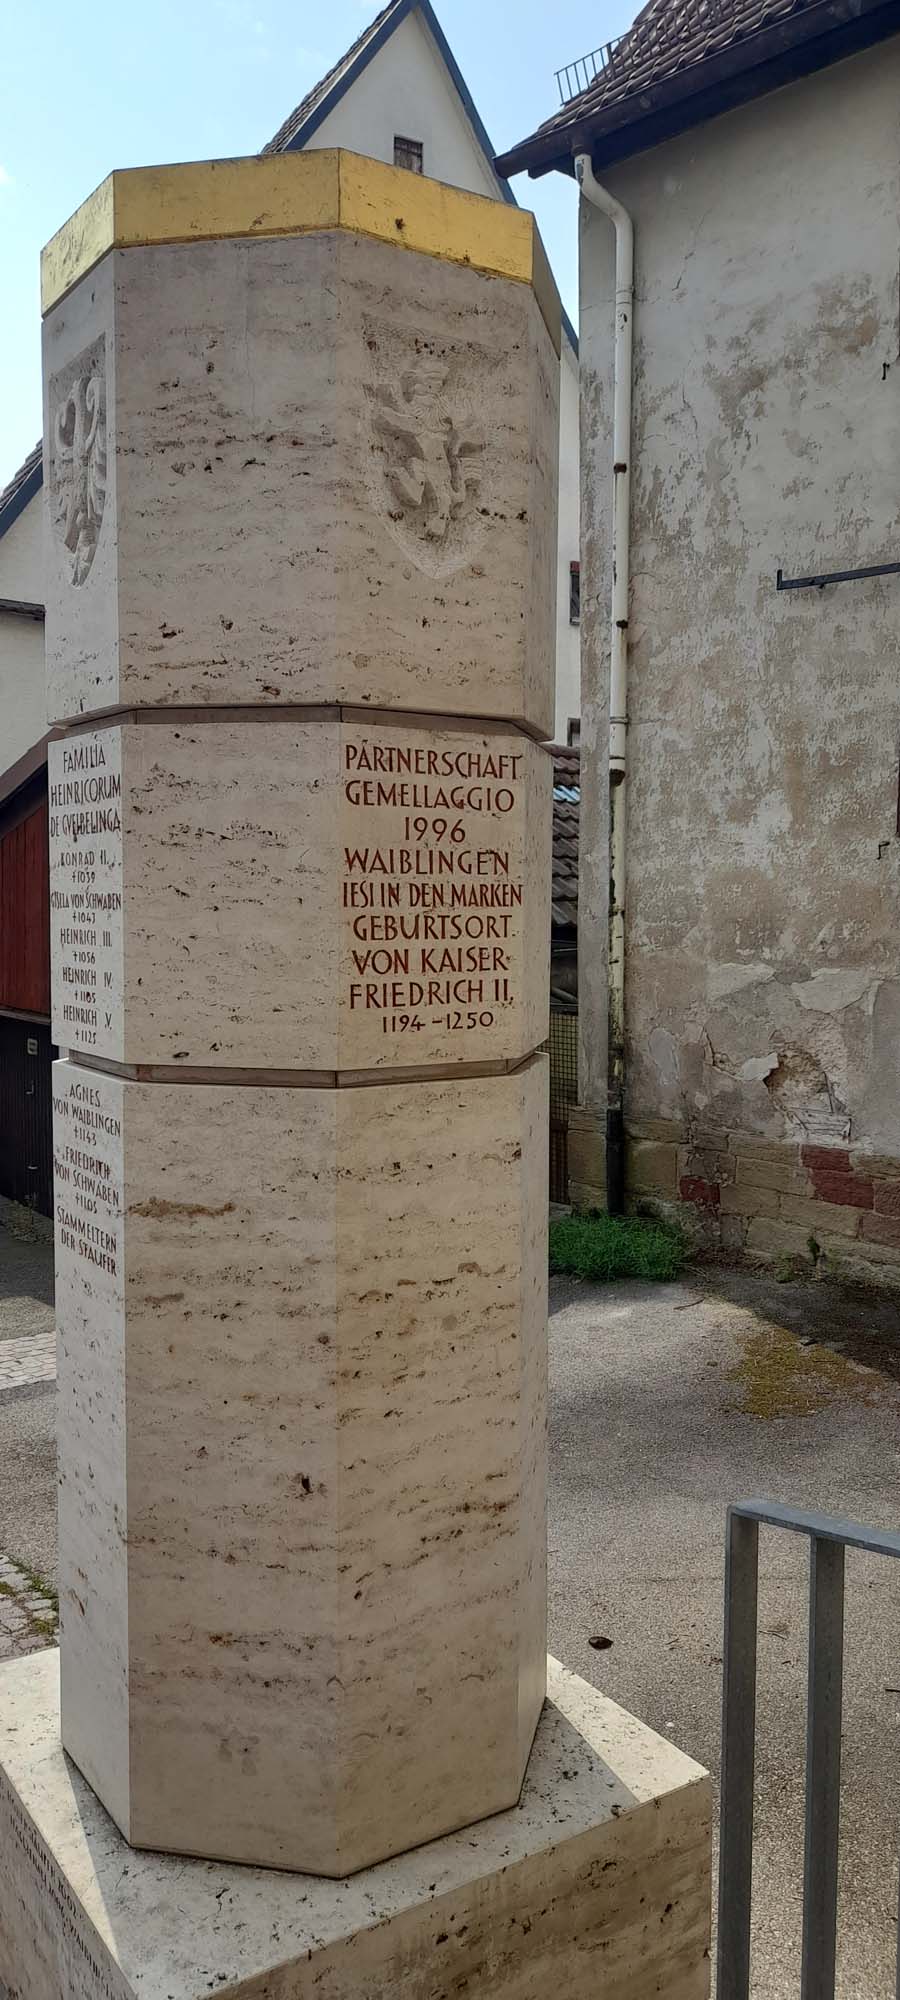 FAMILIA
HEINRICORUM
DE GVEIBELINGA
KONRAD II.
†1039
GISELA VON SCHWABEN
†1043
HEINRICH III.
†1056
HEINRICH IV.
†1105
HEINRICH V.
†1125
AGNES
VON WAIBLINGEN
†1143
FRIEDRICH
VON SCHWABEN
†1105
STAMMELTERN
DER STAUFER
PARTNERSCHAFT
GEMELLAGGIO
1996
WAIBLINGEN
IESI IN DEN MARKEN
GEBURTSORT
VON KAISER
FRIEDRICH II.
1194-1250